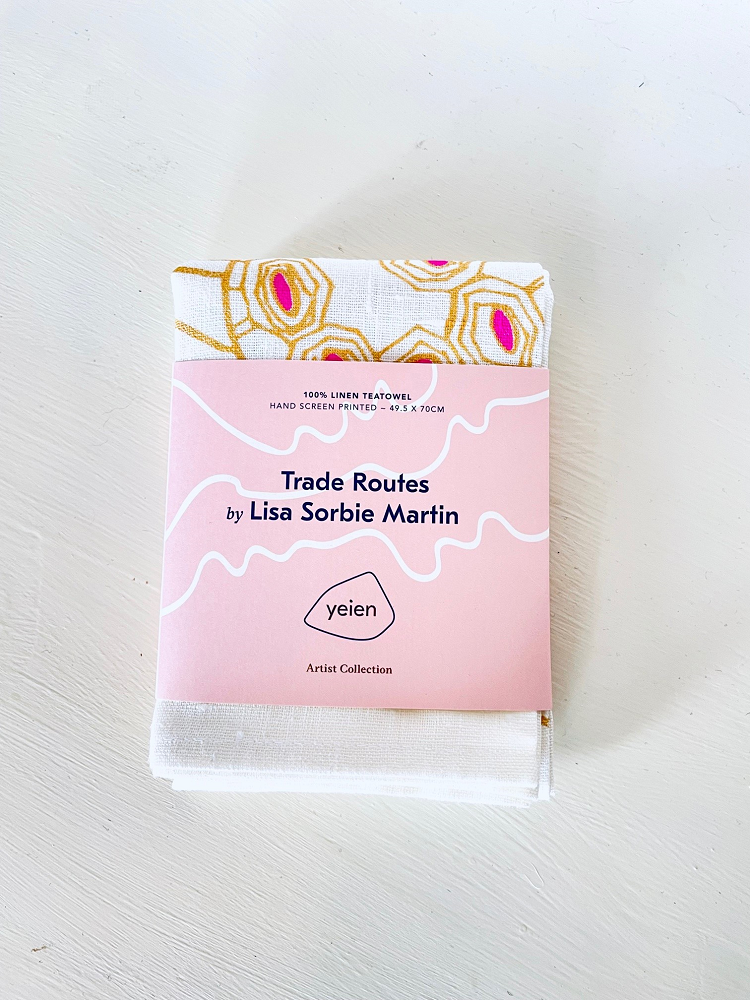 100% LINEN TEATOWEL
HAND SCREEN PRINTED – 49.5 X 70CM
Trade Routes
by Lisa Sorbie Martin
yeien
Artist Collection